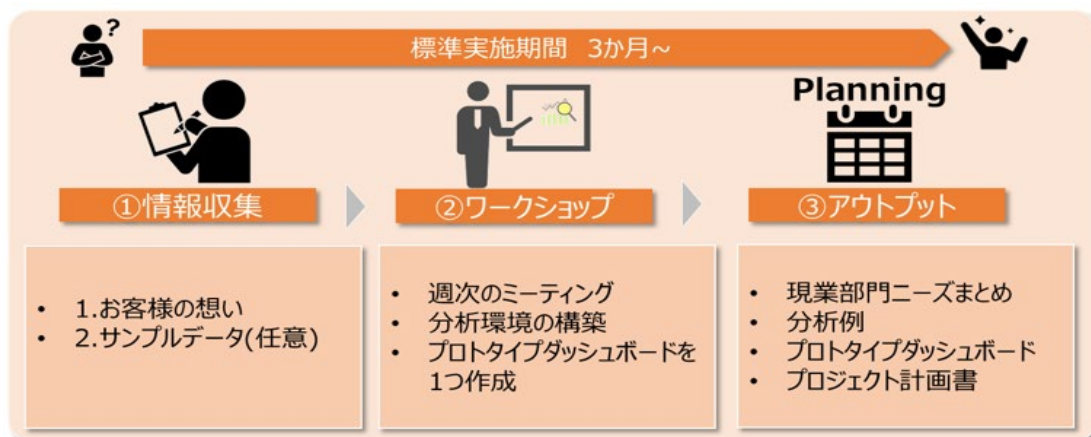 ?
標準実施期間 3か月~
Planning
①情報収集
②ワークショップ
③アウトプット
• 1.お客様の想い
• 2.サンプルデータ(任意)
• 週次のミーティング
• 分析環境の構築
• プロトタイプダッシュボードを
1つ作成
• 現業部門ニーズまとめ
• 分析例
• プロトタイプダッシュボード
• プロジェクト計画書